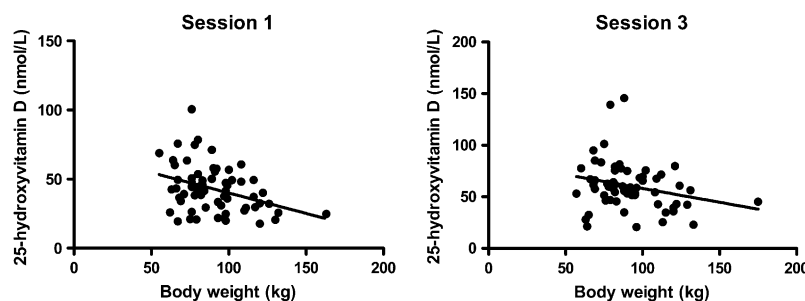 Session 1
25-hydroxyvitamin D (nmol/L)
150
100
50
0
0 50 100 150 200
Body weight (kg)
Session 3
25-hydroxyvitamin D (nmol/L)
200
150
100
50
0
0 50 100 150 200
Body weight (kg)